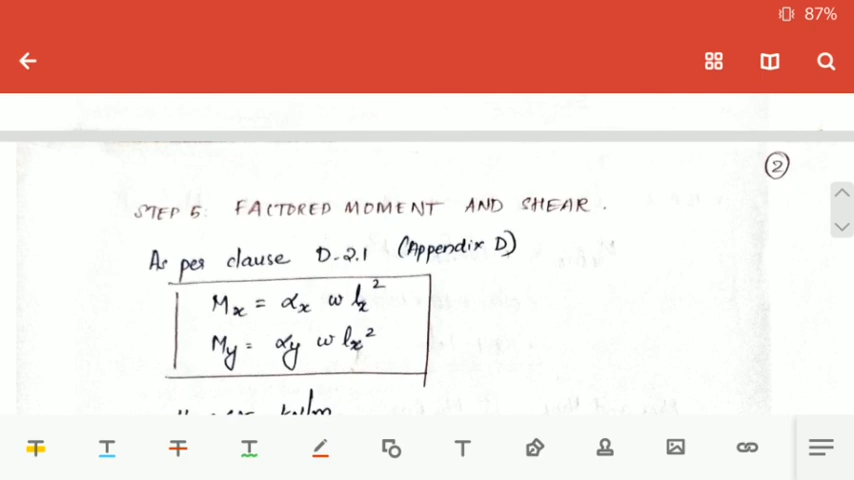 87%
2
STEP 5: FACTORED MOMENT AND SHEAR.
As per clause D-2.1 (Appendix D)
Mx = αx w lx²
My = αy w lx²